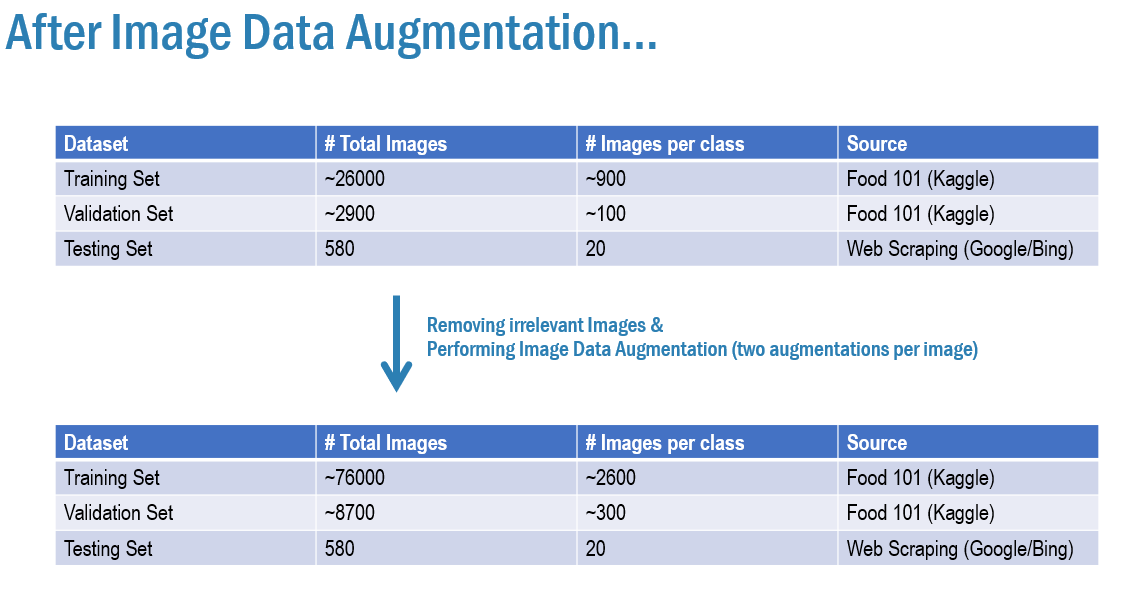 After Image Data Augmentation...
Dataset # Total Images # Images per class Source
Training Set ~26000 ~900 Food 101 (Kaggle)
Validation Set ~2900 ~100 Food 101 (Kaggle)
Testing Set 580 20 Web Scraping (Google/Bing)
Removing irrelevant Images &
Performing Image Data Augmentation (two augmentations per image)
Dataset # Total Images # Images per class Source
Training Set ~76000 ~2600 Food 101 (Kaggle)
Validation Set ~8700 ~300 Food 101 (Kaggle)
Testing Set 580 20 Web Scraping (Google/Bing)